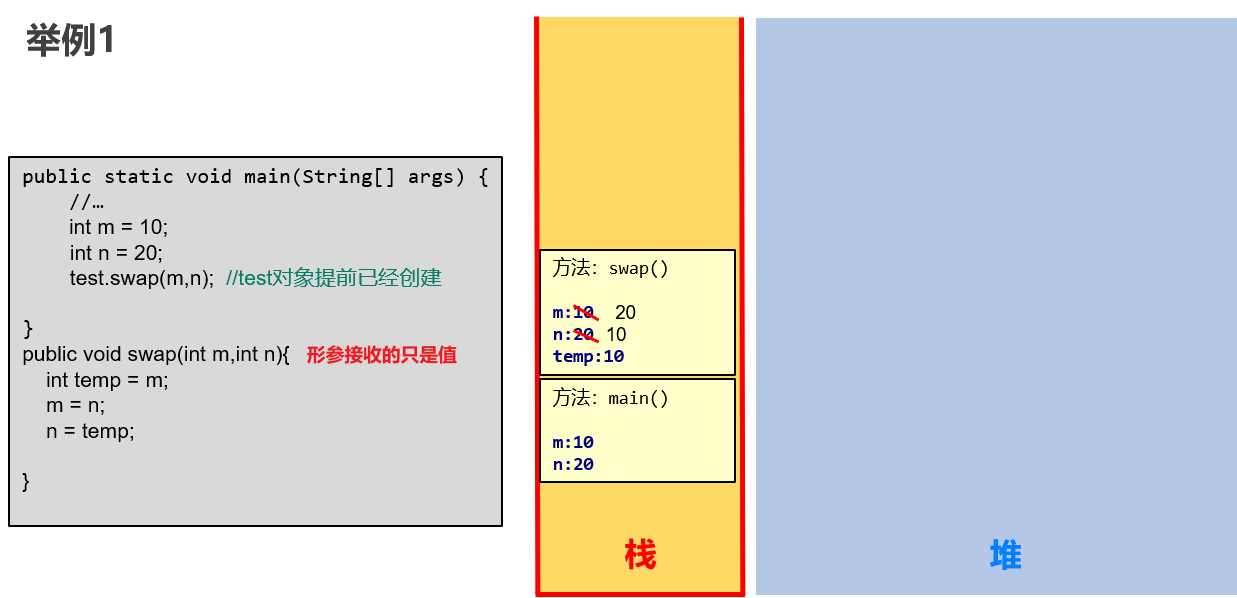 举例1
public static void main(String[] args) {
//…
int m = 10;
int n = 20;
test.swap(m,n); //test对象提前已经创建
}
public void swap(int m,int n){ 形参接收的只是值
int temp = m;
m = n;
n = temp;
}
方法: swap()
m:10 20
n:20 10
temp:10
方法: main()
m:10
n:20
栈
堆